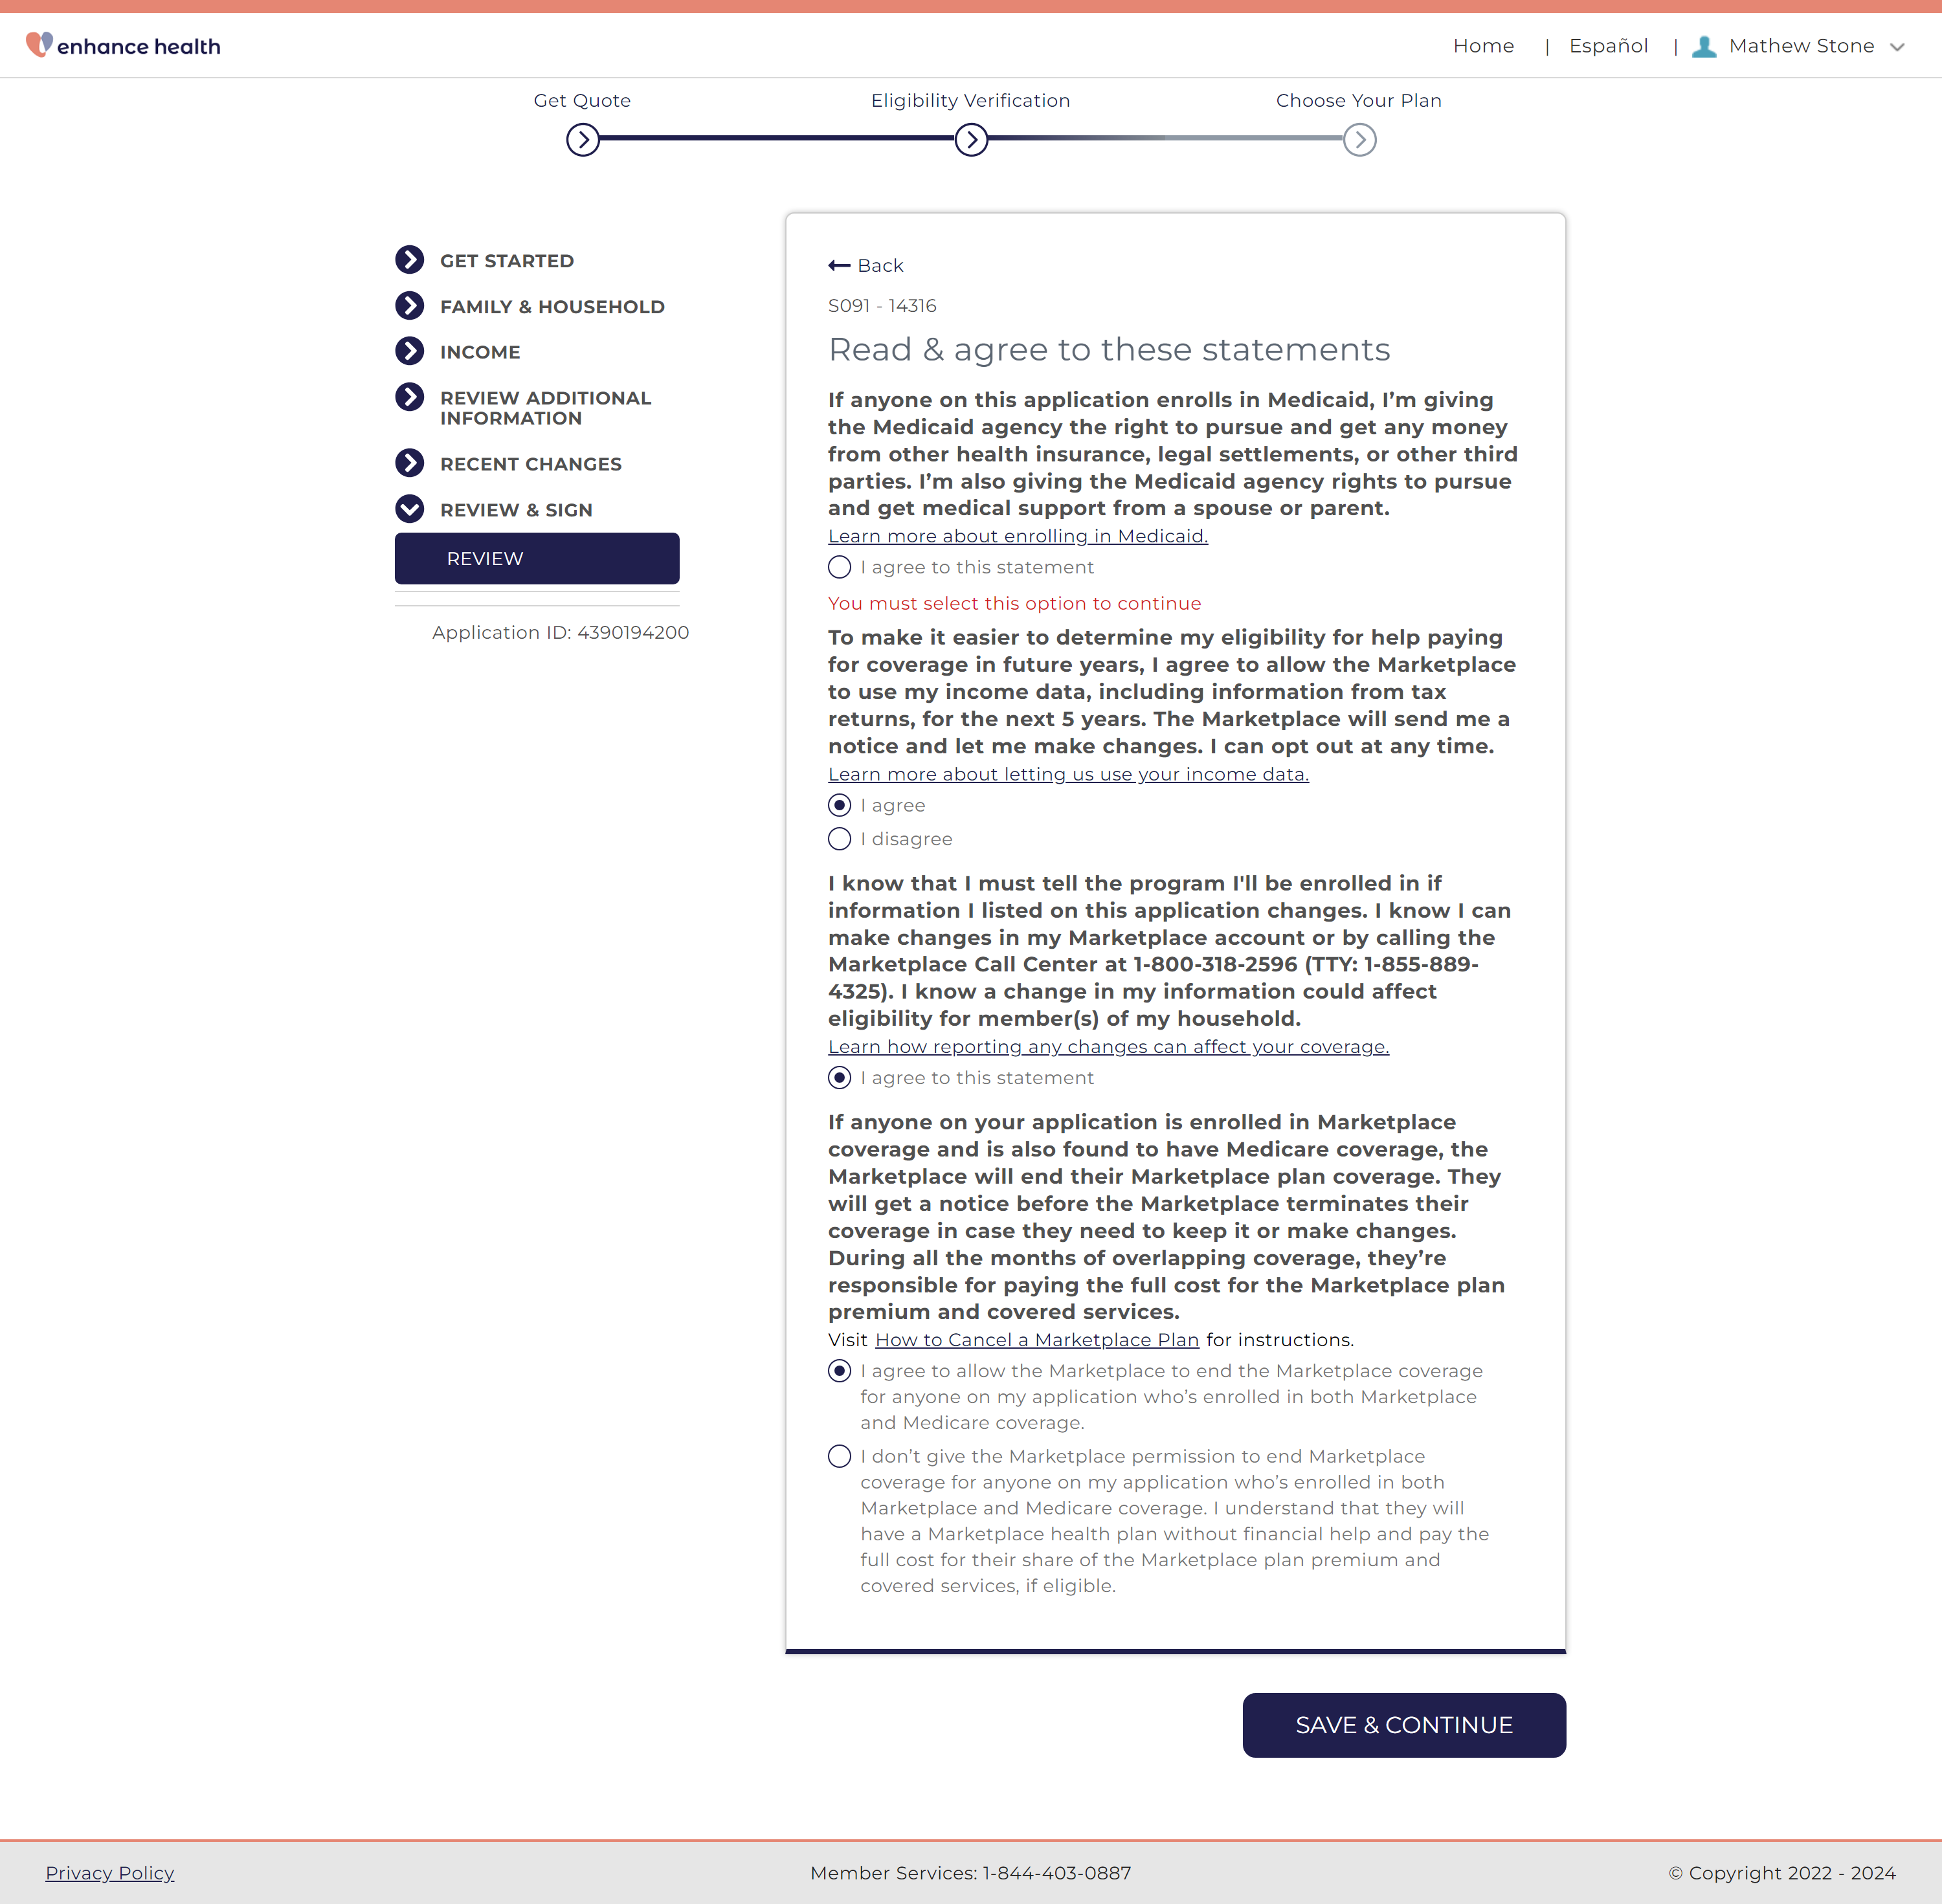 enhance health
Home | Español | Mathew Stone
Get Quote
Eligibility Verification
Choose Your Plan
GET STARTED
FAMILY & HOUSEHOLD
INCOME
REVIEW ADDITIONAL
INFORMATION
RECENT CHANGES
REVIEW & SIGN
REVIEW
Application ID: 4390194200
Back
S091 - 14316
Read & agree to these statements
If anyone on this application enrolls in Medicaid, I’m giving
the Medicaid agency the right to pursue and get any money
from other health insurance, legal settlements, or other third
parties. I’m also giving the Medicaid agency rights to pursue
and get medical support from a spouse or parent.
Learn more about enrolling in Medicaid.
I agree to this statement
You must select this option to continue
To make it easier to determine my eligibility for help paying
for coverage in future years, I agree to allow the Marketplace
to use my income data, including information from tax
returns, for the next 5 years. The Marketplace will send me a
notice and let me make changes. I can opt out at any time.
Learn more about letting us use your income data.
I agree
I disagree
I know that I must tell the program I'll be enrolled in if
information I listed on this application changes. I know I can
make changes in my Marketplace account or by calling the
Marketplace Call Center at 1-800-318-2596 (TTY: 1-855-889-
4325). I know a change in my information could affect
eligibility for member(s) of my household.
Learn how reporting any changes can affect your coverage.
I agree to this statement
If anyone on your application is enrolled in Marketplace
coverage and is also found to have Medicare coverage, the
Marketplace will end their Marketplace plan coverage. They
will get a notice before the Marketplace terminates their
coverage in case they need to keep it or make changes.
During all the months of overlapping coverage, they’re
responsible for paying the full cost for the Marketplace plan
premium and covered services.
Visit How to Cancel a Marketplace Plan for instructions.
I agree to allow the Marketplace to end the Marketplace coverage
for anyone on my application who’s enrolled in both Marketplace
and Medicare coverage.
I don’t give the Marketplace permission to end Marketplace
coverage for anyone on my application who’s enrolled in both
Marketplace and Medicare coverage. I understand that they will
have a Marketplace health plan without financial help and pay the
full cost for their share of the Marketplace plan premium and
covered services, if eligible.
SAVE & CONTINUE
Privacy Policy
Member Services: 1-844-403-0887
© Copyright 2022 - 2024